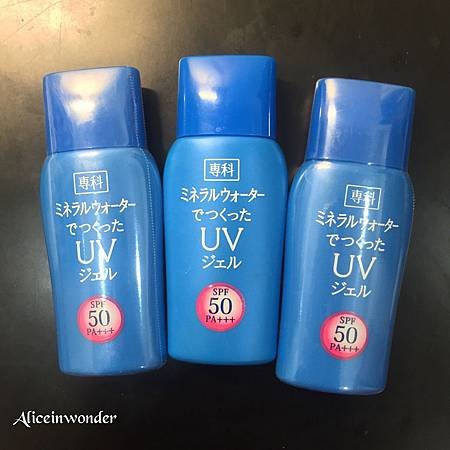 専科
ミネラルウォーター
でつくった
UV
ジェル
SPF
50
PA+++
専科
ミネラルウォーター
でつくった
UV
ジェル
SPF
50
PA+++
専科
ミネラルウォーター
でつくった
UV
ジェル
SPF
50
PA+++
Aliceinwonder